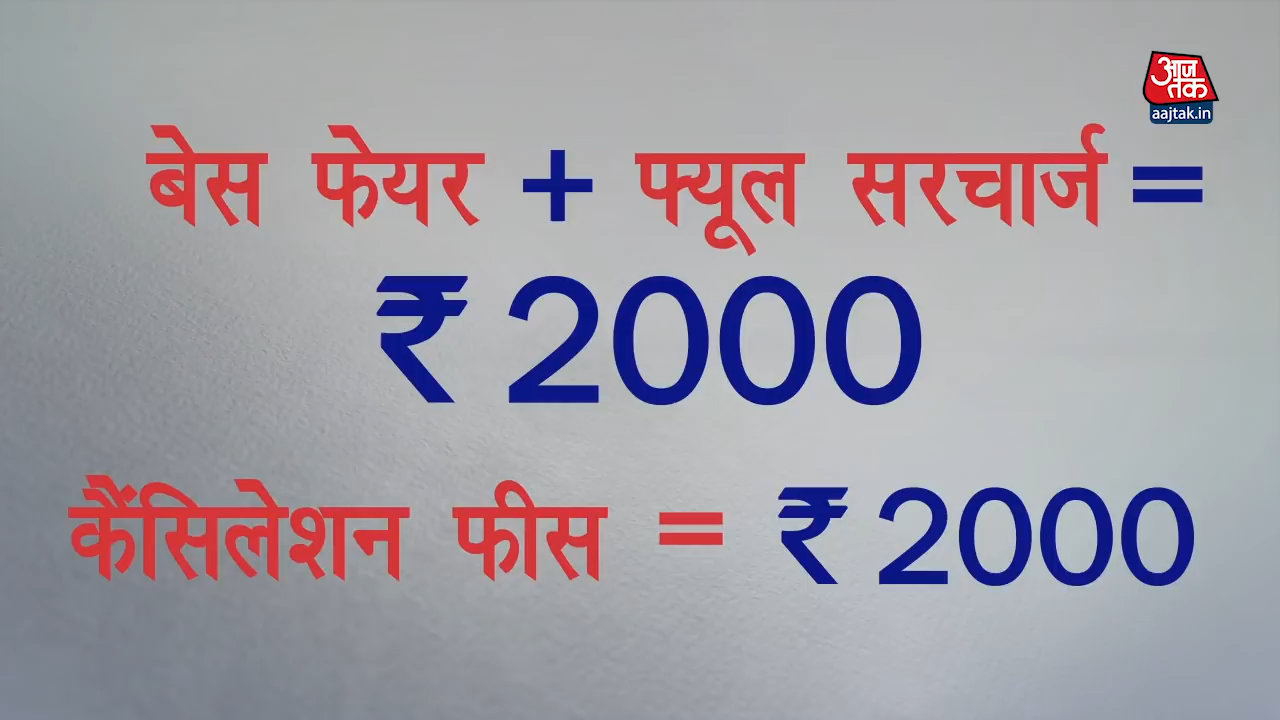 आज
तक
aajtak.in
बेस फेयर + फ्यूल सरचार्ज =
₹ 2000
कैंसिलेशन फीस = ₹ 2000